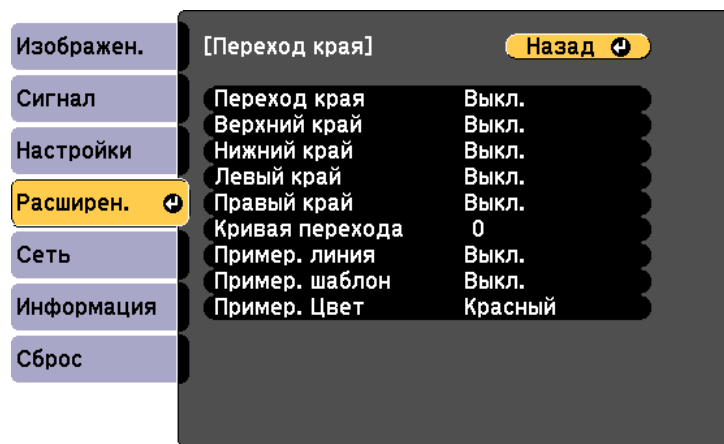 Изображен.
Сигнал
Настройки
Расширен.
Сеть
Информация
Сброс
[Переход края] Назад
Переход края Выкл.
Верхний край Выкл.
Нижний край Выкл.
Левый край Выкл.
Правый край Выкл.
Кривая перехода 0
Пример. линия Выкл.
Пример. шаблон Выкл.
Пример. Цвет Красный